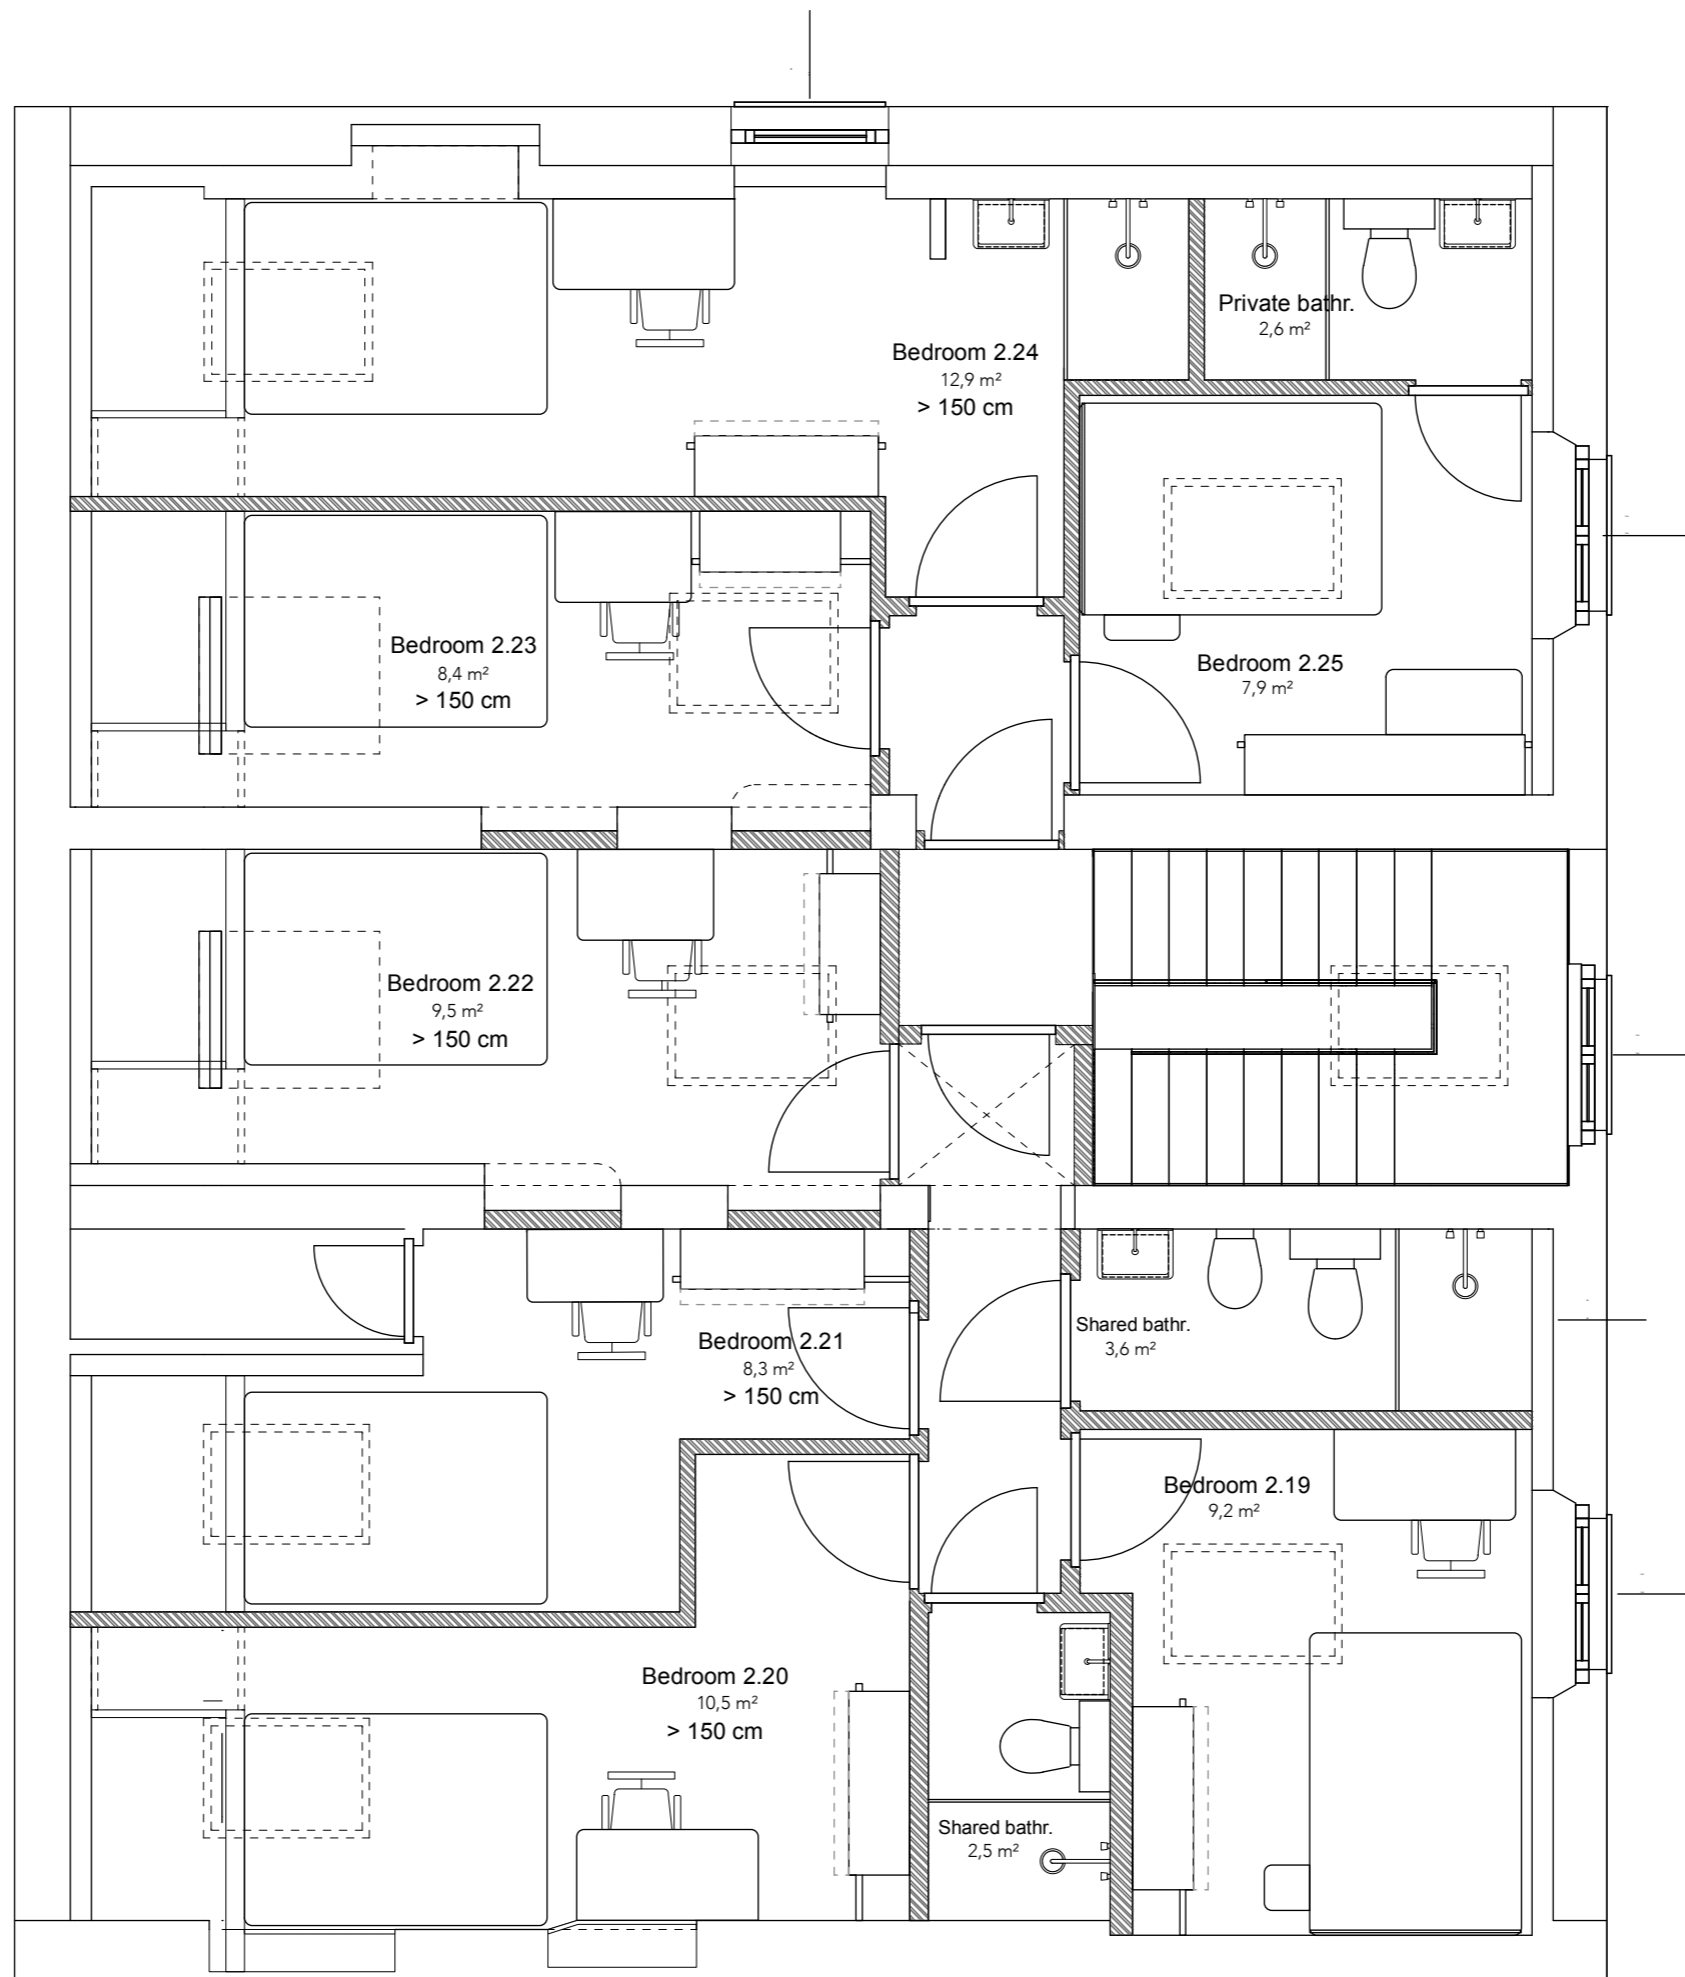 Private bathr.
2,6 m²
Bedroom 2.24
12,9 m²
> 150 cm
Bedroom 2.23
8,4 m²
> 150 cm
Bedroom 2.25
7,9 m²
Bedroom 2.22
9,5 m²
> 150 cm
Shared bathr.
3,6 m²
Bedroom 2.21
8,3 m²
> 150 cm
Bedroom 2.19
9,2 m²
Bedroom 2.20
10,5 m²
> 150 cm
Shared bathr.
2,5 m²